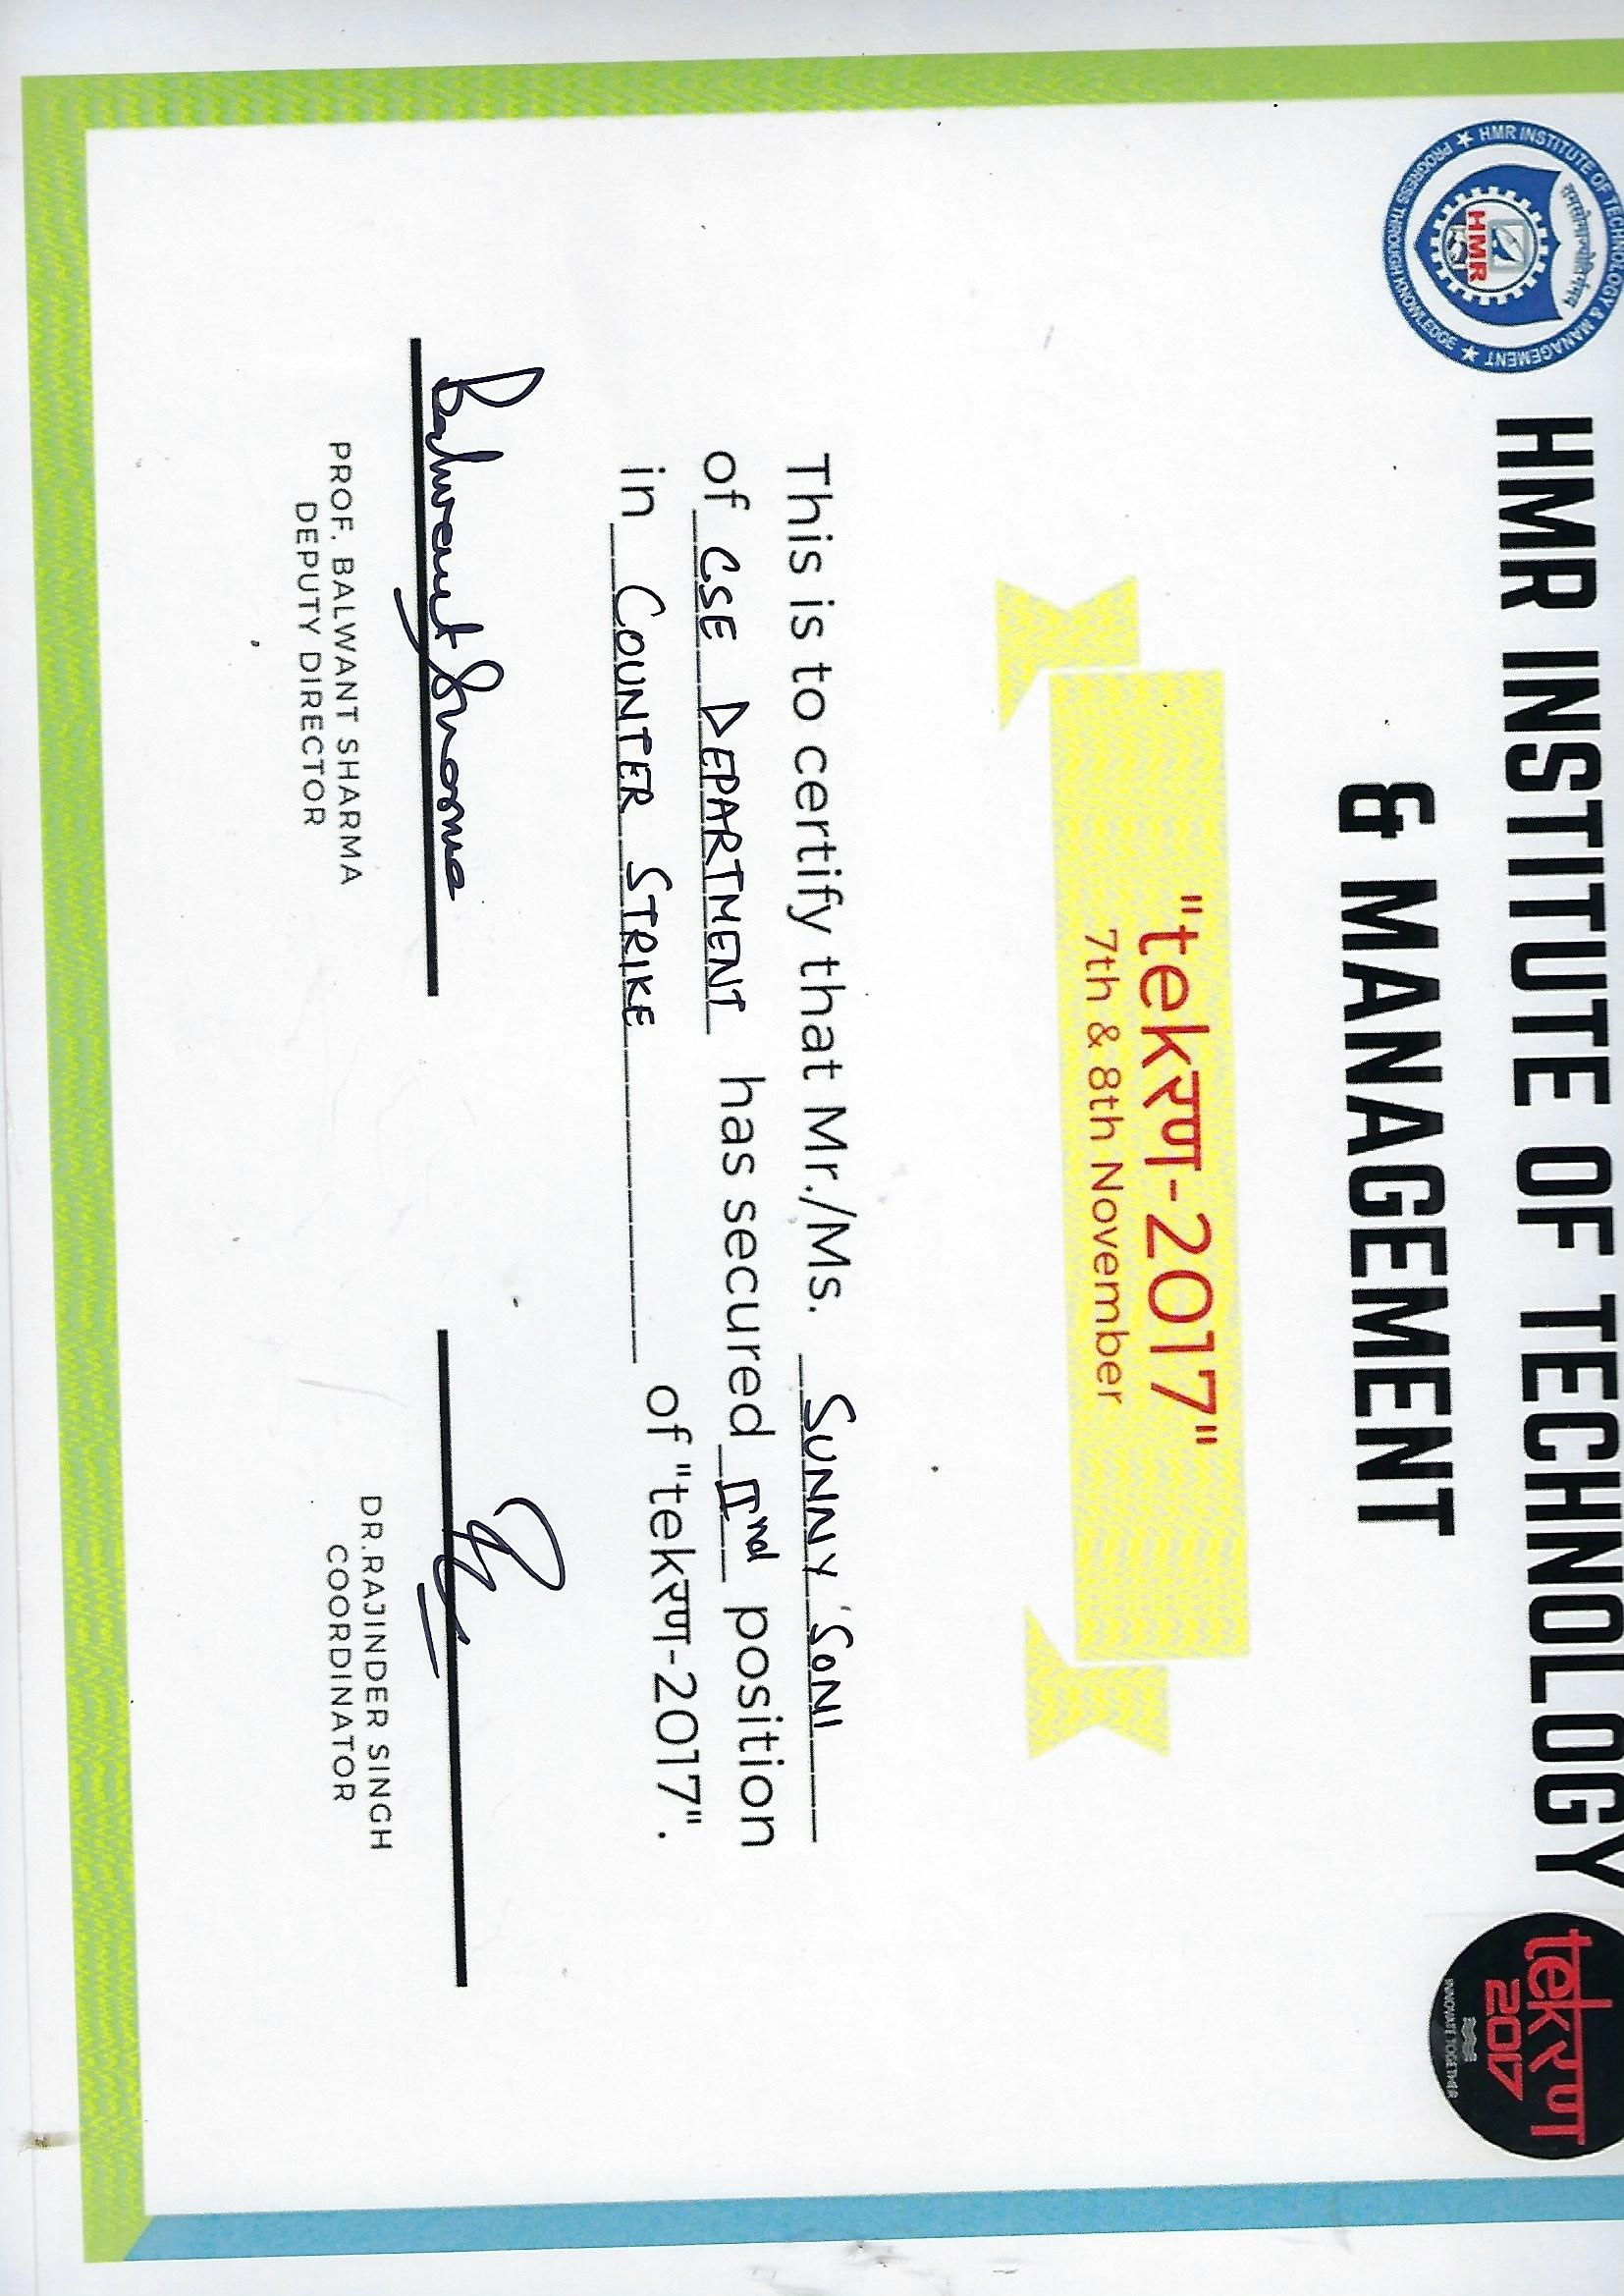 HMR INSTITUTE OF TECHNOLOGY & MANAGEMENT
तमसोमाज्योतिर्गमय
HMR
PROGRESS THROUGH KNOWLEDGE
HMR INSTITUTE OF TECHNOLOGY
& MANAGEMENT
tekरण
2017
INNOVATE TOGETHER
"tekरण-2017"
7th & 8th November
This is to certify that Mr./Ms. SUNNY SONI
of CSE DEPARTMENT has secured IInd position
in COUNTER STRIKE of "tekरण-2017".
Balwant Sharma
PROF. BALWANT SHARMA
DEPUTY DIRECTOR
DR.RAJINDER SINGH
COORDINATOR